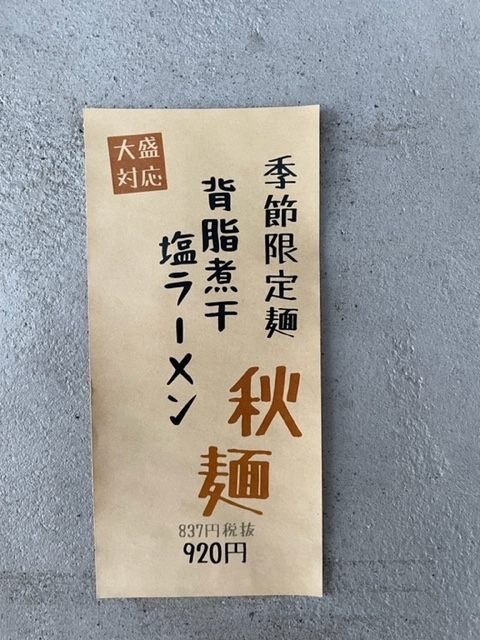 季節限定麺
背脂煮干
塩ラーメン
秋
麺
大盛
対応
837円税抜
920円